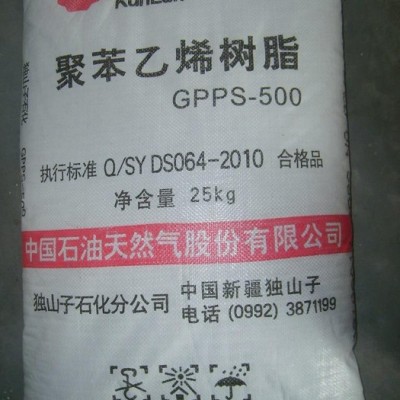 聚苯乙烯树脂
GPPS-500
执行标准 Q/SY DS064-2010 合格品
净含量 25kg
中国石油天然气股份有限公司
独山子石化分公司
中国新疆独山子
电话 (0992) 3871199